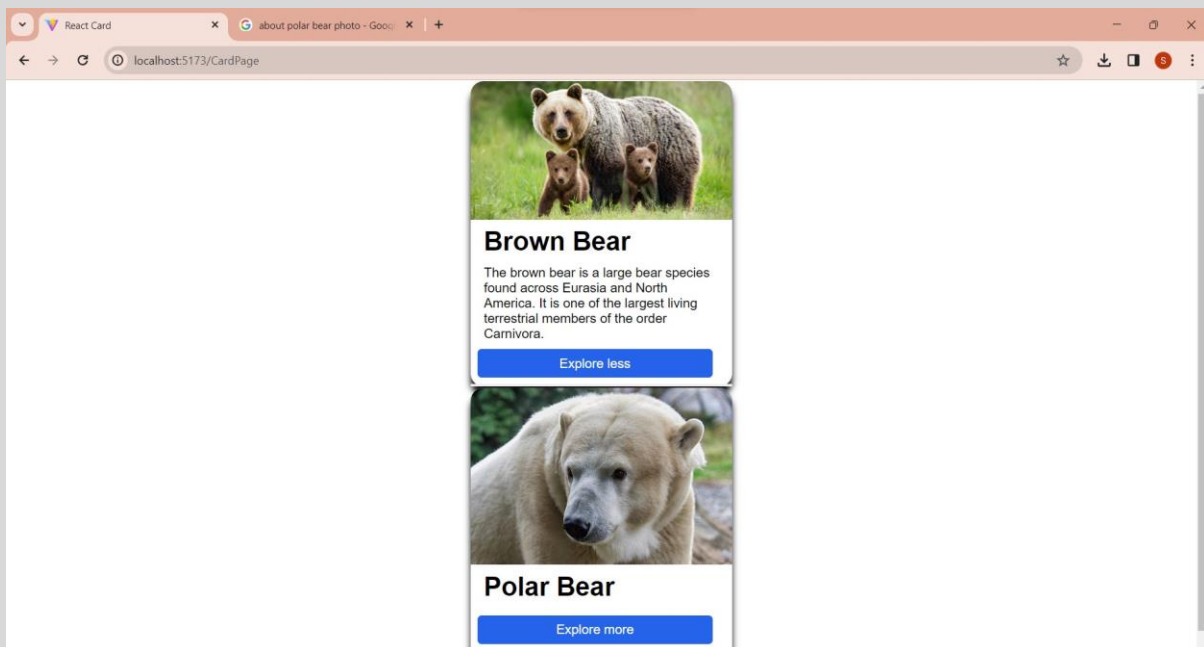 React Card
about polar bear photo - Goog
localhost:5173/CardPage
S
Brown Bear
The brown bear is a large bear species
found across Eurasia and North
America. It is one of the largest living
terrestrial members of the order
Carnivora.
Explore less
Polar Bear
Explore more